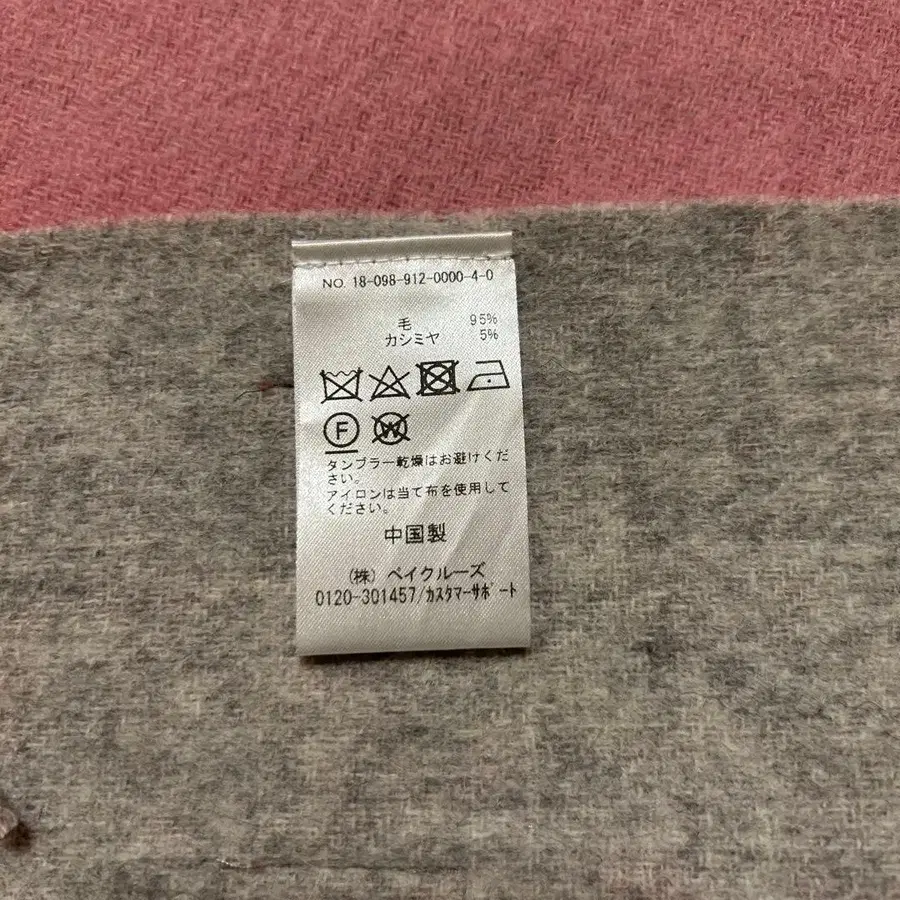 NO. 18-098-912-0000-4-0
毛 95%
カシミヤ 5%
F W
タンブラー乾燥はお避けくだ
さい。
アイロンは当て布を使用して
ください。
中国製
(株) ベイクルーズ
0120-301457/カスタマーサポート